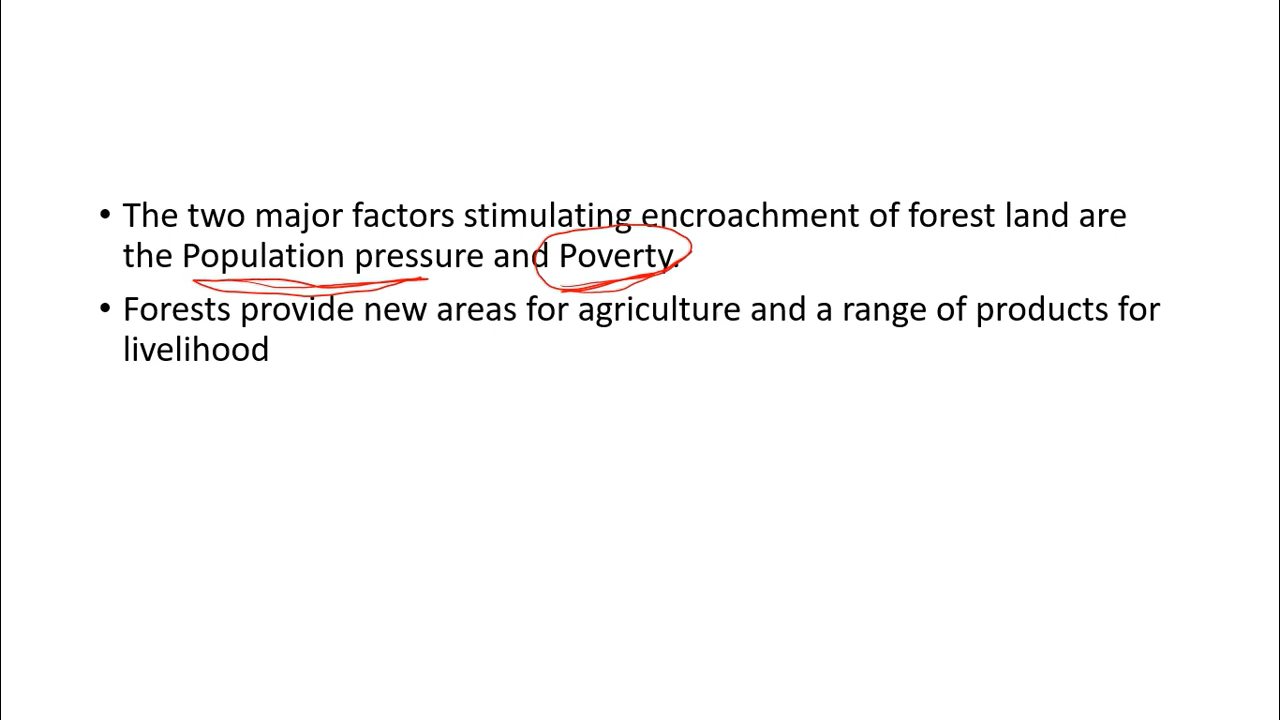 • The two major factors stimulating encroachment of forest land are
the Population pressure and Poverty.
• Forests provide new areas for agriculture and a range of products for
livelihood